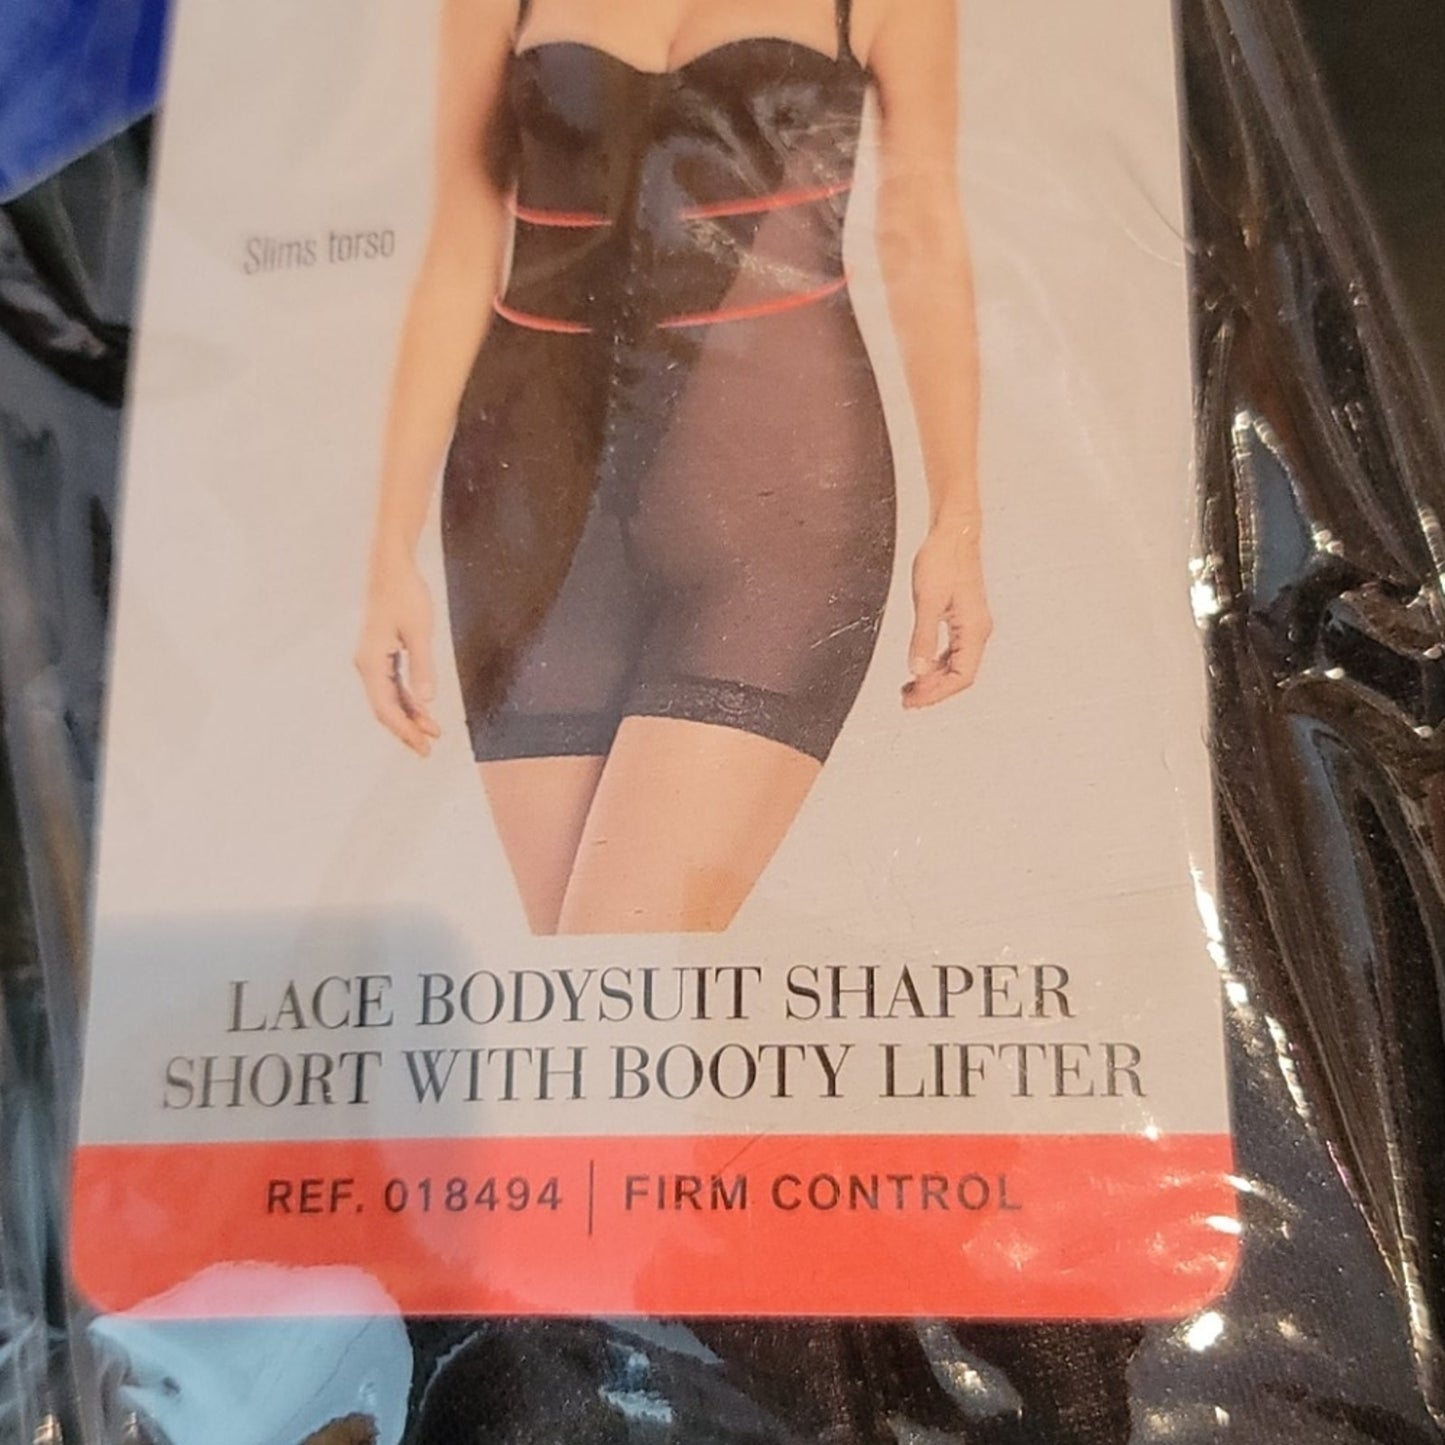 Slims torso
LACE BODYSUIT SHAPER
SHORT WITH BOOTY LIFTER
REF. 018494 | FIRM CONTROL